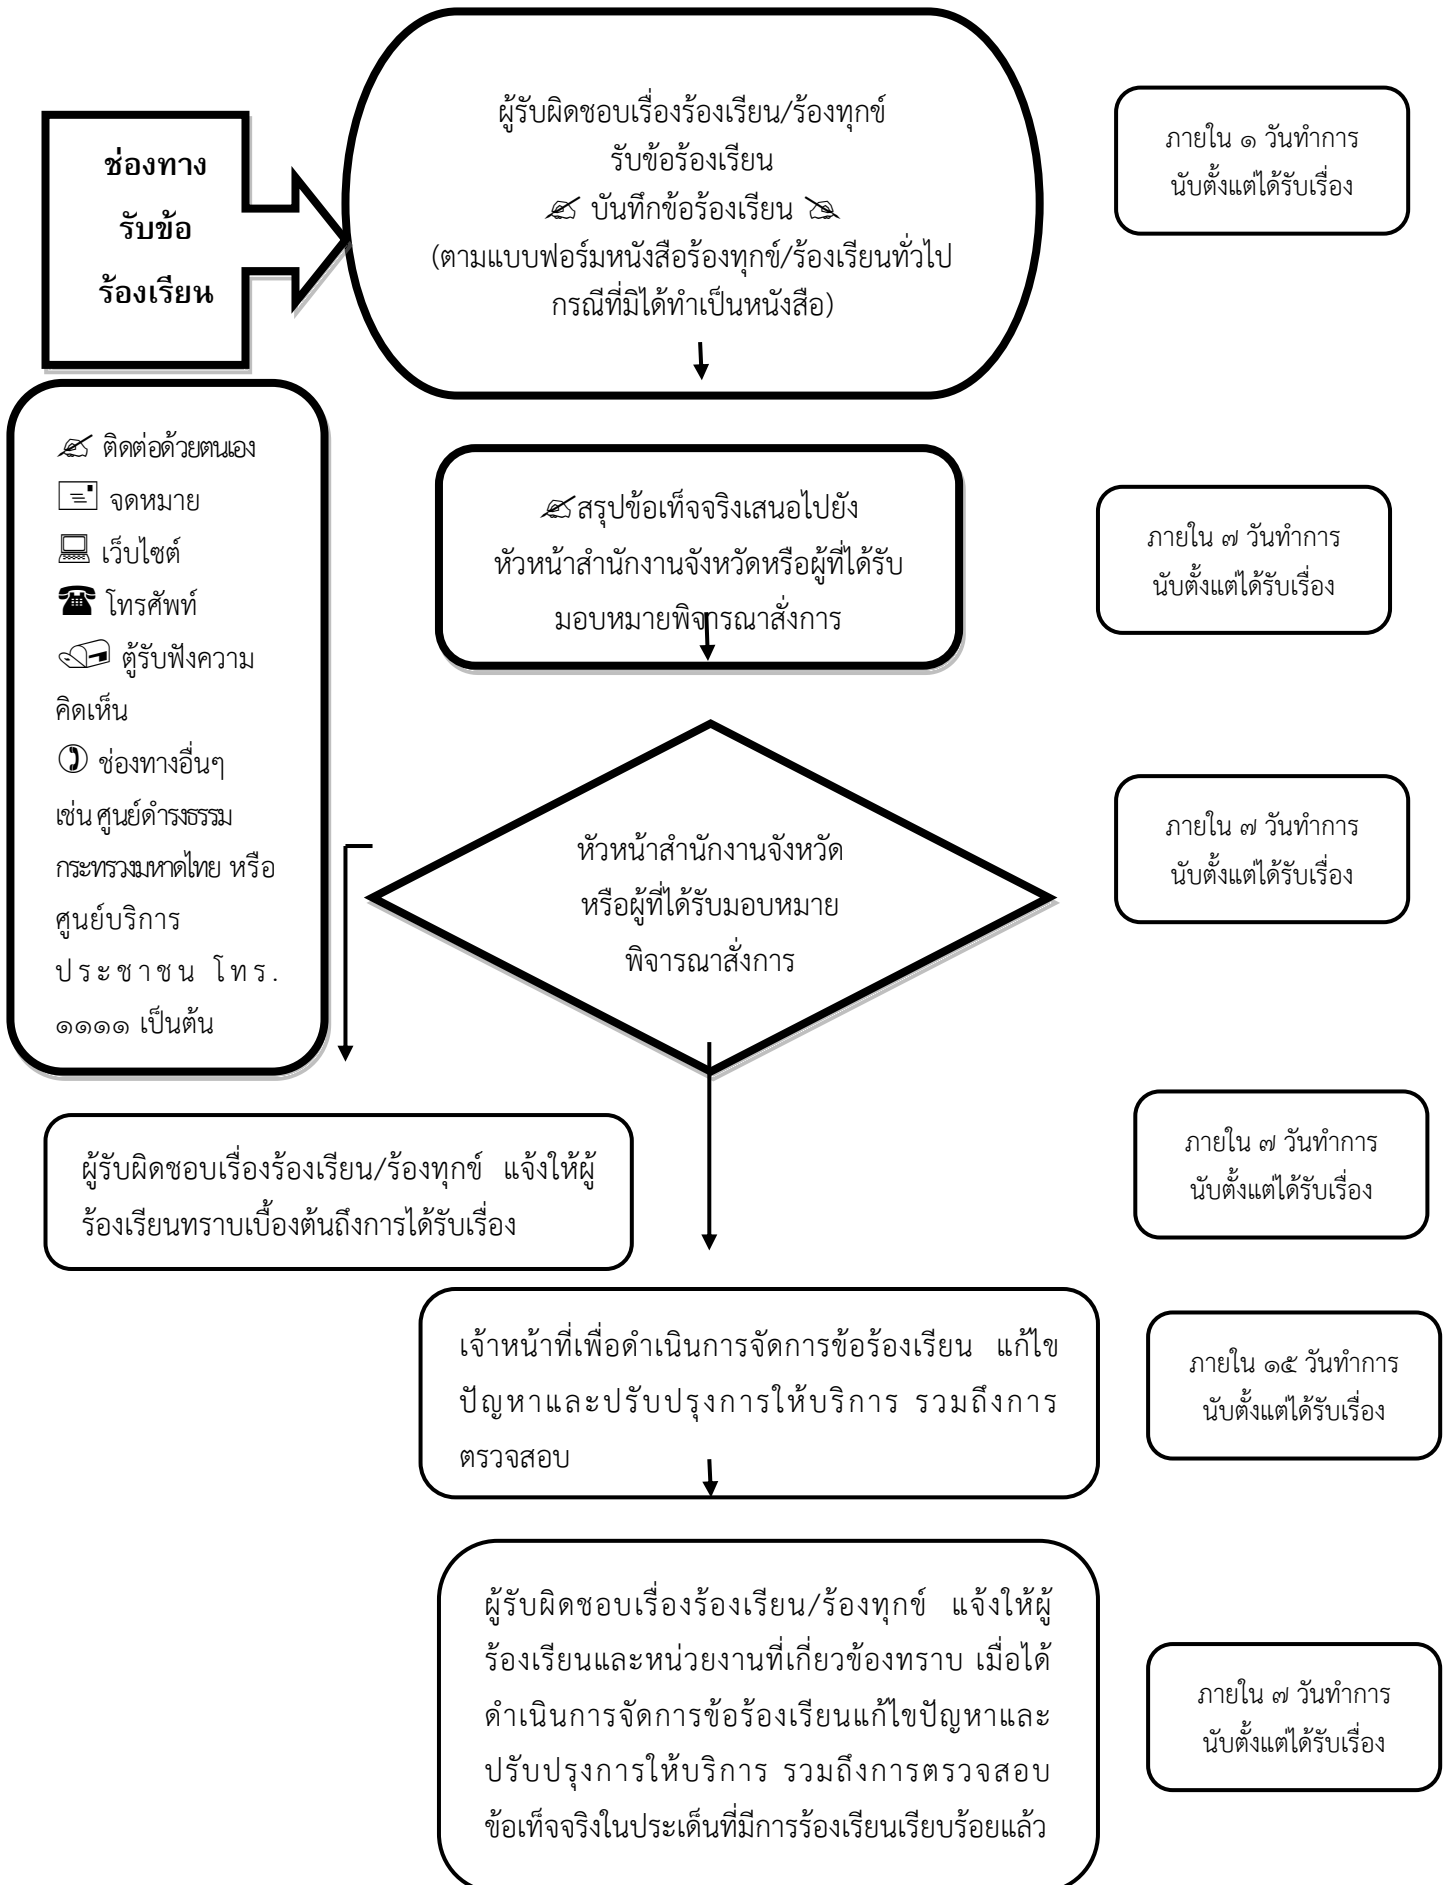 ช่องทาง
รับข้อ
ร้องเรียน
ผู้รับผิดชอบเรื่องร้องเรียน/ร้องทุกข์
รับข้อร้องเรียน
บันทึกข้อร้องเรียน
(ตามแบบฟอร์มหนังสือร้องทุกข์/ร้องเรียนทั่วไป
กรณีที่มิได้ทำเป็นหนังสือ)
ภายใน ๑ วันทำการ
นับตั้งแต่ได้รับเรื่อง
ติดต่อด้วยตนเอง
จดหมาย
เว็บไซต์
โทรศัพท์
ตู้รับฟังความ
คิดเห็น
ช่องทางอื่นๆ
เช่น ศูนย์ดำรงธรรม
กระทรวงมหาดไทย หรือ
ศูนย์บริการ
ประชาชน โทร.
๑๑๑๑ เป็นต้น
สรุปข้อเท็จจริงเสนอไปยัง
หัวหน้าสำนักงานจังหวัดหรือผู้ที่ได้รับ
มอบหมายพิจารณาสั่งการ
ภายใน ๗ วันทำการ
นับตั้งแต่ได้รับเรื่อง
หัวหน้าสำนักงานจังหวัด
หรือผู้ที่ได้รับมอบหมาย
พิจารณาสั่งการ
ภายใน ๗ วันทำการ
นับตั้งแต่ได้รับเรื่อง
ผู้รับผิดชอบเรื่องร้องเรียน/ร้องทุกข์ แจ้งให้ผู้
ร้องเรียนทราบเบื้องต้นถึงการได้รับเรื่อง
ภายใน ๗ วันทำการ
นับตั้งแต่ได้รับเรื่อง
เจ้าหน้าที่เพื่อดำเนินการจัดการข้อร้องเรียน แก้ไข
ปัญหาและปรับปรุงการให้บริการ รวมถึงการ
ตรวจสอบ
ภายใน ๑๕ วันทำการ
นับตั้งแต่ได้รับเรื่อง
ผู้รับผิดชอบเรื่องร้องเรียน/ร้องทุกข์ แจ้งให้ผู้
ร้องเรียนและหน่วยงานที่เกี่ยวข้องทราบ เมื่อได้
ดำเนินการจัดการข้อร้องเรียนแก้ไขปัญหาและ
ปรับปรุงการให้บริการ รวมถึงการตรวจสอบ
ข้อเท็จจริงในประเด็นที่มีการร้องเรียนเรียบร้อยแล้ว
ภายใน ๗ วันทำการ
นับตั้งแต่ได้รับเรื่อง